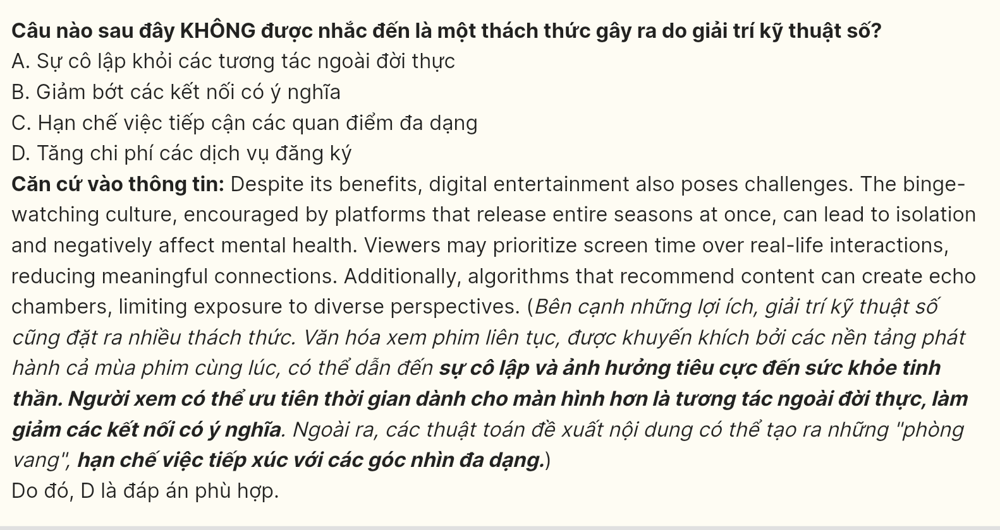 Câu nào sau đây KHÔNG được nhắc đến là một thách thức gây ra do giải trí kỹ thuật số?
A. Sự cô lập khỏi các tương tác ngoài đời thực
B. Giảm bớt các kết nối có ý nghĩa
C. Hạn chế việc tiếp cận các quan điểm đa dạng
D. Tăng chi phí các dịch vụ đăng ký
Căn cứ vào thông tin: Despite its benefits, digital entertainment also poses challenges. The binge-
watching culture, encouraged by platforms that release entire seasons at once, can lead to isolation
and negatively affect mental health. Viewers may prioritize screen time over real-life interactions,
reducing meaningful connections. Additionally, algorithms that recommend content can create echo
chambers, limiting exposure to diverse perspectives. (Bên cạnh những lợi ích, giải trí kỹ thuật số
cũng đặt ra nhiều thách thức. Văn hóa xem phim liên tục, được khuyến khích bởi các nền tảng phát
hành cả mùa phim cùng lúc, có thể dẫn đến sự cô lập và ảnh hưởng tiêu cực đến sức khỏe tinh
thần. Người xem có thể ưu tiên thời gian dành cho màn hình hơn là tương tác ngoài đời thực, làm
giảm các kết nối có ý nghĩa. Ngoài ra, các thuật toán đề xuất nội dung có thể tạo ra những "phòng
vang", hạn chế việc tiếp xúc với các góc nhìn đa dạng.)
Do đó, D là đáp án phù hợp.